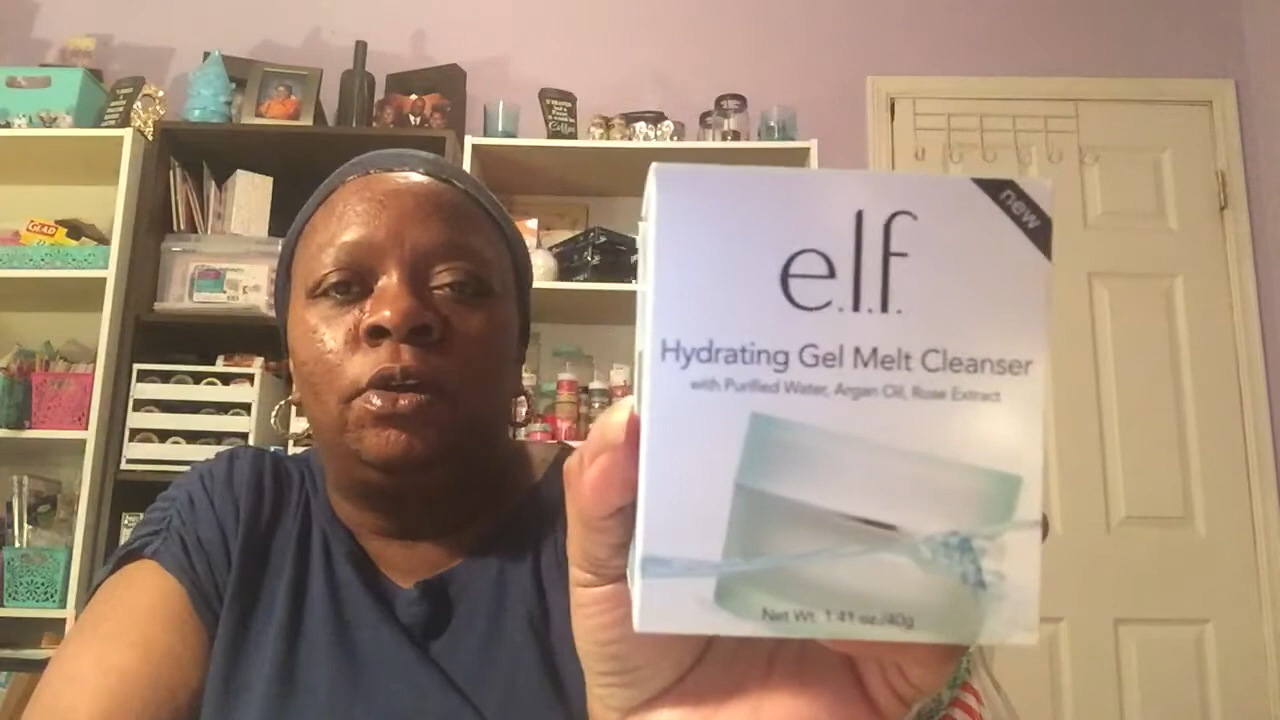 GLAD
Coffee
new
e.l.f.
Hydrating Gel Melt Cleanser
with Purified Water, Argan Oil, Rose Extract
Net Wt. 1.41 oz./40g